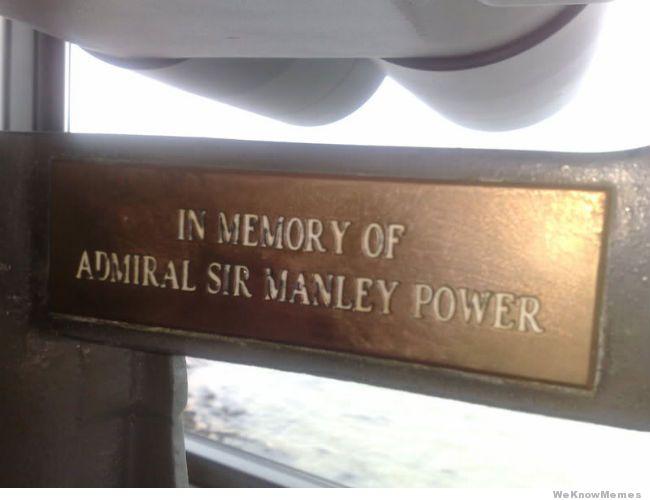 IN MEMORY OF
ADMIRAL SIR MANLEY POWER
WeKnowMemes